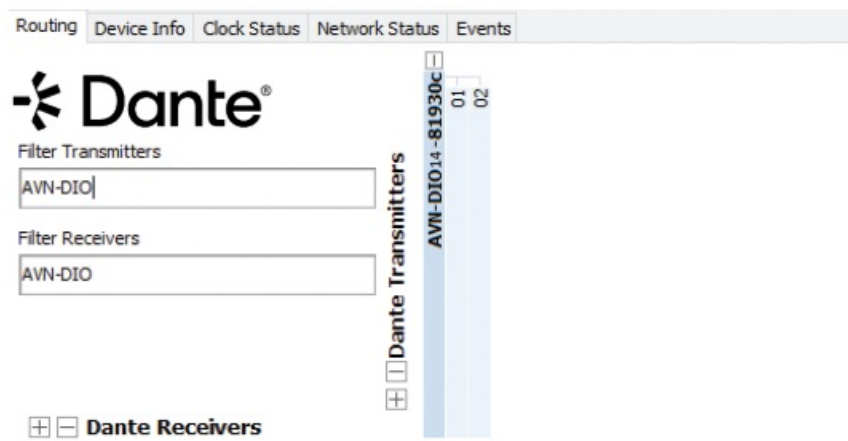 Routing Device Info Clock Status Network Status Events
Dante®
Filter Transmitters
AVN-DIO
Filter Receivers
AVN-DIO
Dante Receivers
Dante Transmitters
AVN-DIO14-81930c
01
02